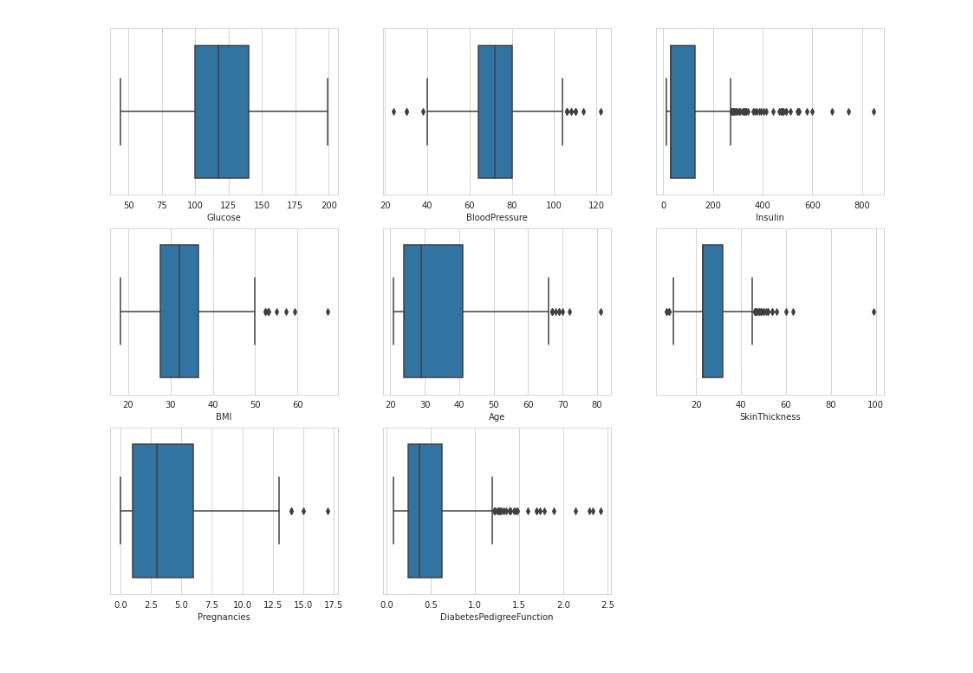 50 75 100 125 150 175 200
Glucose
20 40 60 80 100 120
BloodPressure
0 200 400 600 800
Insulin
20 30 40 50 60
BMI
20 30 40 50 60 70 80
Age
20 40 60 80 100
SkinThickness
0.0 2.5 5.0 7.5 10.0 12.5 15.0 17.5
Pregnancies
0.0 0.5 1.0 1.5 2.0 2.5
DiabetesPedigreeFunction